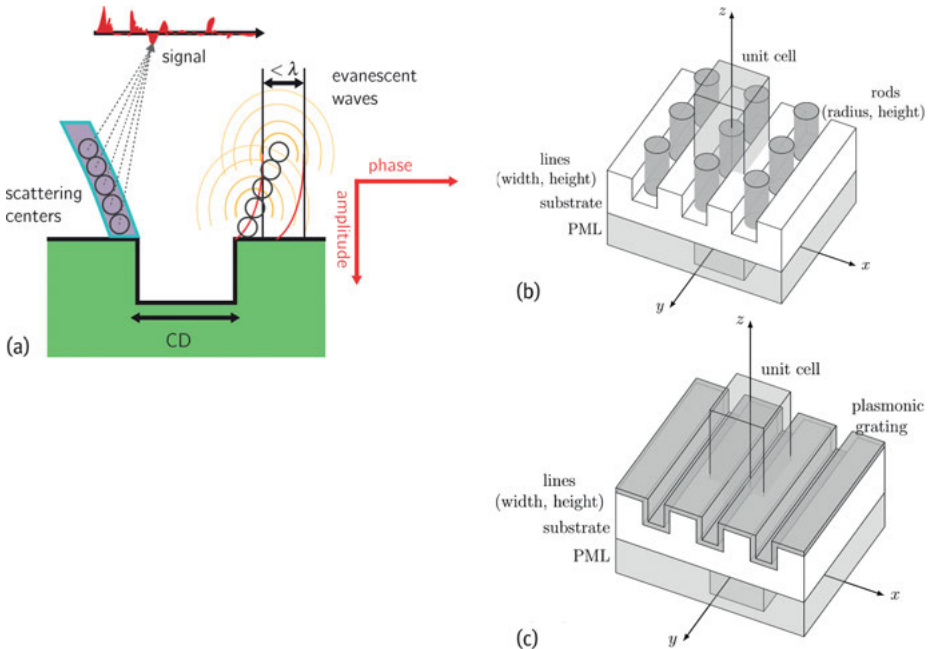 signal
< λ
evanescent
waves
scattering
centers
phase
amplitude
CD
(a)
z
unit cell
rods
(radius, height)
lines
(width, height)
substrate
PML
x
y
(b)
z
unit cell
plasmonic
grating
lines
(width, height)
substrate
PML
x
y
(c)